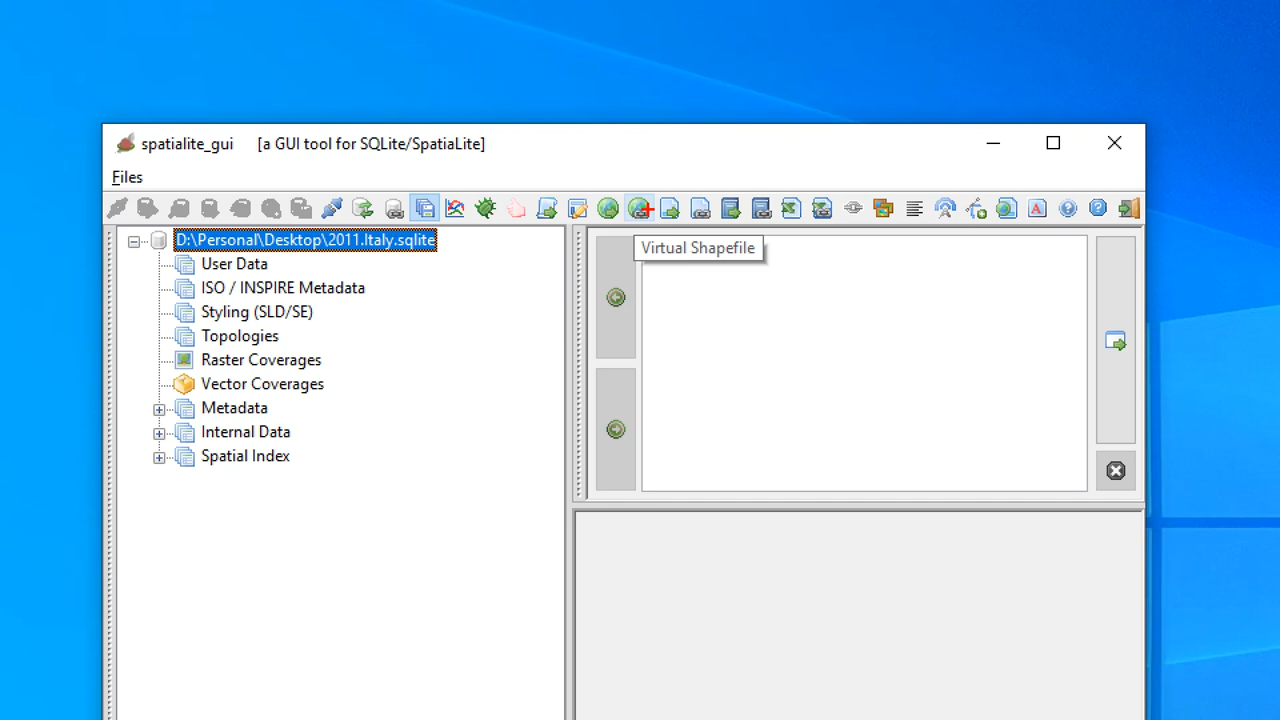 spatialite_gui [a GUI tool for SQLite/SpatiaLite]
Files
D:\Personal\Desktop\2011.Italy.sqlite
User Data
ISO / INSPIRE Metadata
Styling (SLD/SE)
Topologies
Raster Coverages
Vector Coverages
Metadata
Internal Data
Spatial Index
Virtual Shapefile